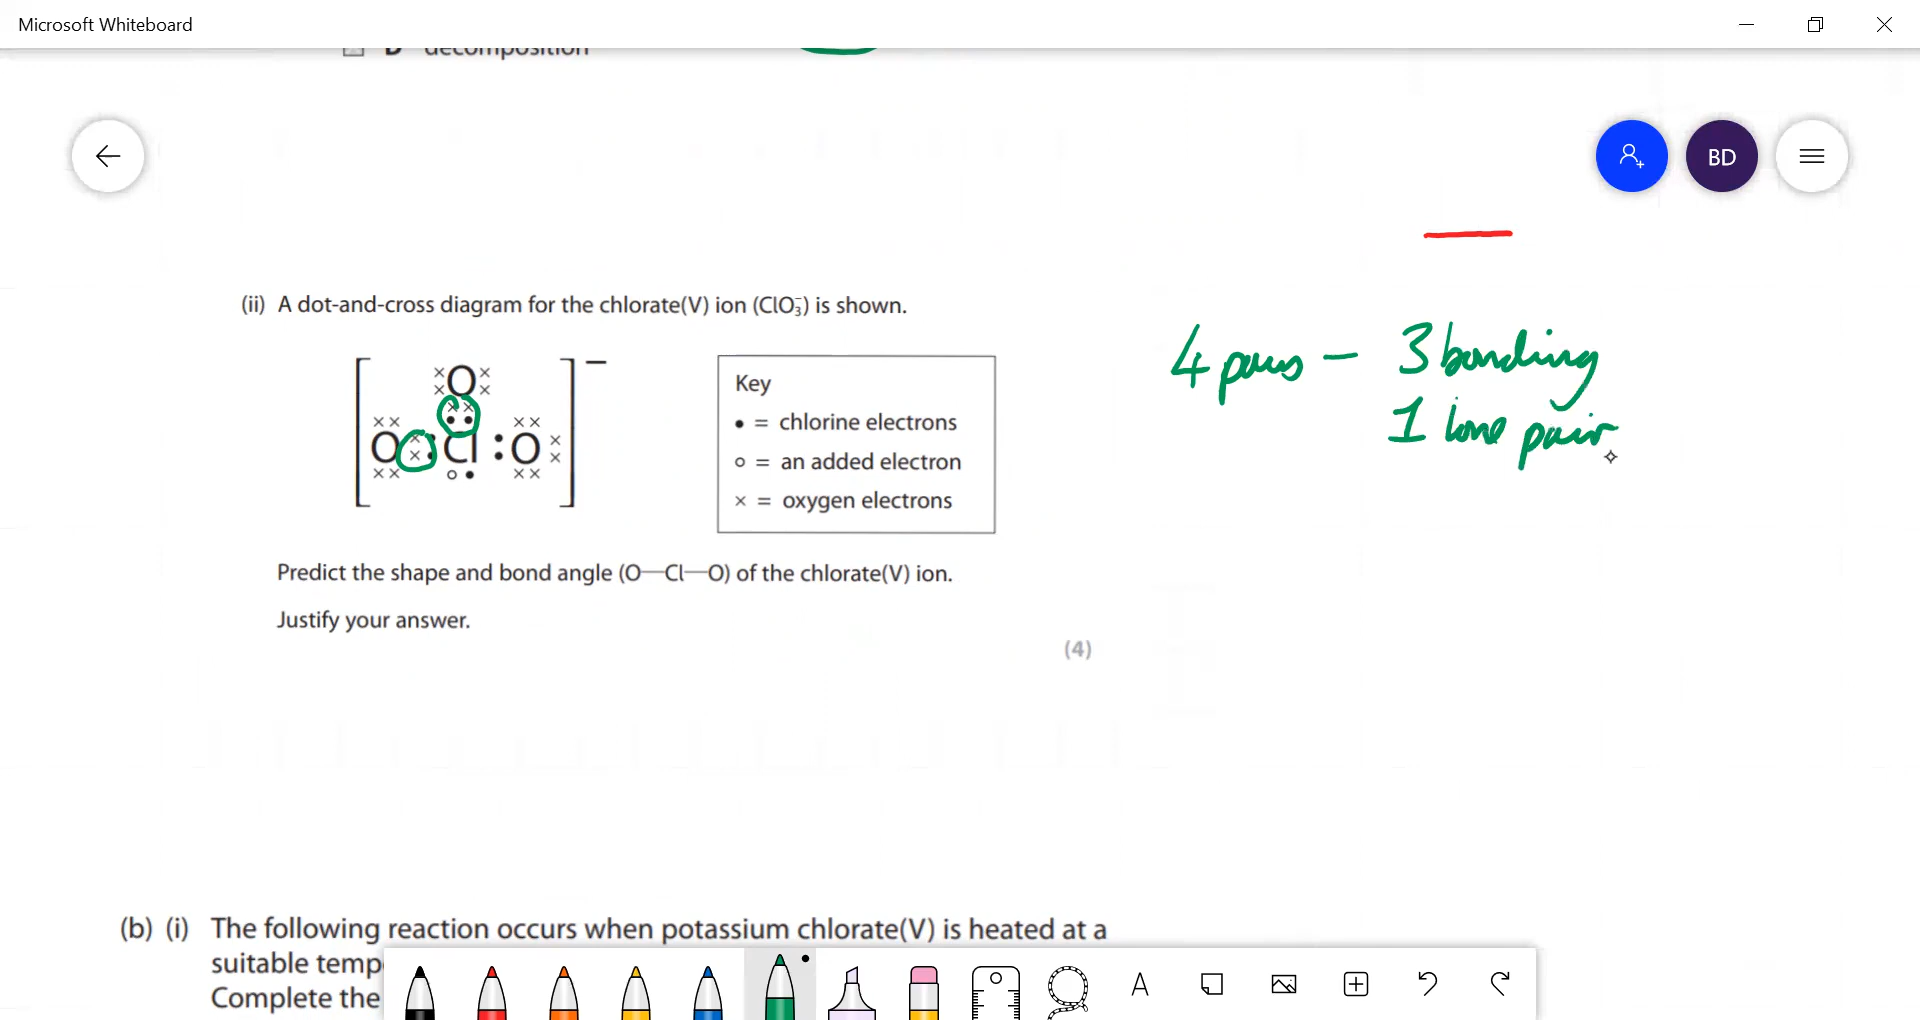 Microsoft Whiteboard
D decomposition
BD
(ii) A dot-and-cross diagram for the chlorate(V) ion (ClO₃⁻) is shown.
4 pairs – 3 bonding
1 lone pair
O
O Cl O
–
Key
• = chlorine electrons
o = an added electron
× = oxygen electrons
Predict the shape and bond angle (O—Cl—O) of the chlorate(V) ion.
Justify your answer.
(4)
(b) (i) The following reaction occurs when potassium chlorate(V) is heated at a
suitable temp
Complete the
A